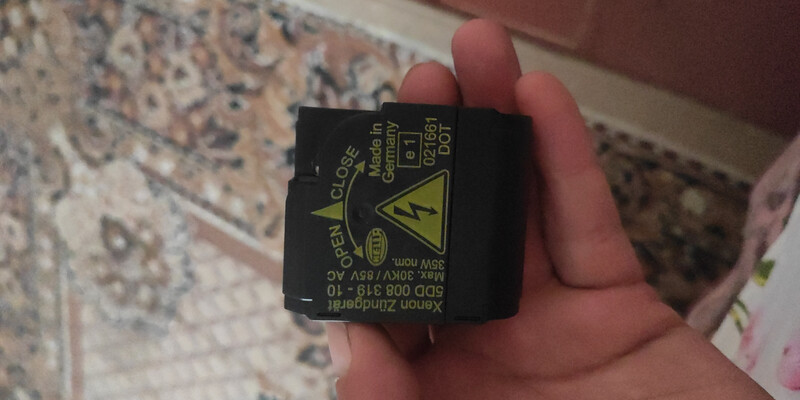 Made in
Germany
e 1
021661
DOT
OPEN CLOSE
HELLA
Xenon Zündgerät
5DD 008 319 - 10
Max. 30KV / 85V AC
35W nom.